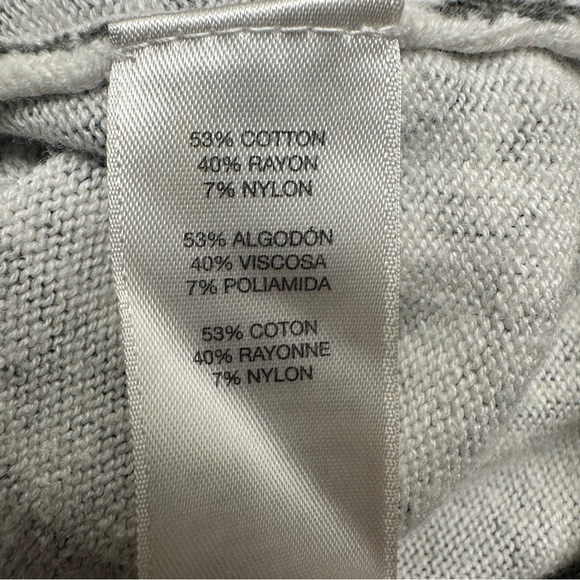 53% COTTON
40% RAYON
7% NYLON
53% ALGODÓN
40% VISCOSA
7% POLIAMIDA
53% COTON
40% RAYONNE
7% NYLON